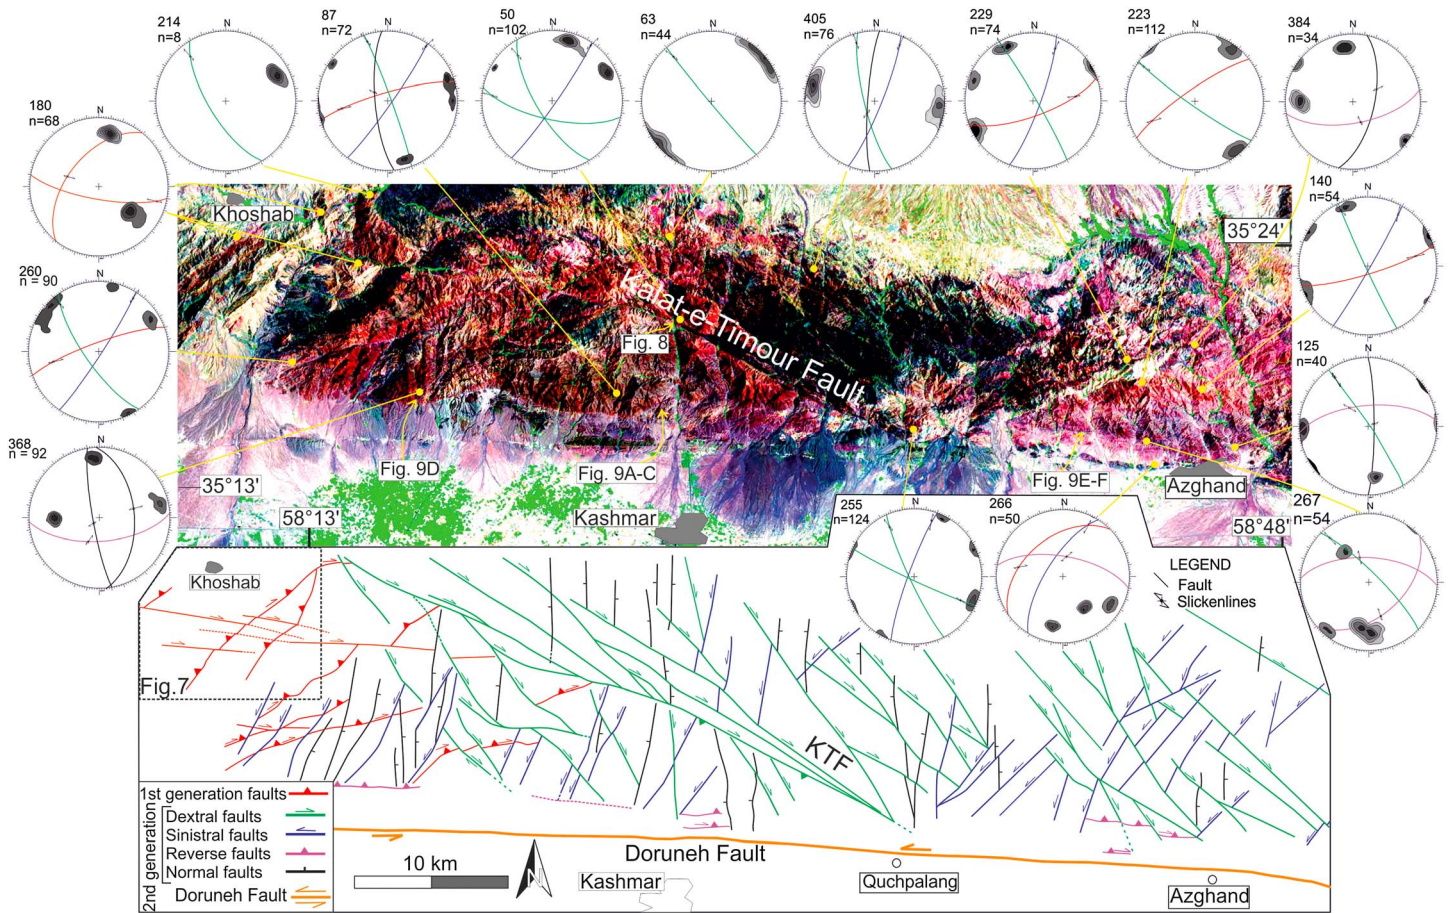 214
n=8
N
87
n=72
N
50
n=102
N
63
n=44
N
405
n=76
N
229
n=74
N
223
n=112
N
384
n=34
N
180
n=68
N
260
n = 90
N
368
n = 92
N
140
n=54
N
125
n=40
N
267
n=54
N
255
n=124
N
266
n=50
N
Khoshab
35°24'
Kalat-e Timour Fault
Fig. 8
Fig. 9D
Fig. 9A-C
Fig. 9E-F
Azghand
35°13'
58°13'
Kashmar
58°48'
LEGEND
Fault
Slickenlines
Khoshab
Fig.7
KTF
1st generation faults
2nd generation
Dextral faults
Sinistral faults
Reverse faults
Normal faults
Doruneh Fault
10 km
N
Doruneh Fault
Kashmar
Quchpalang
Azghand